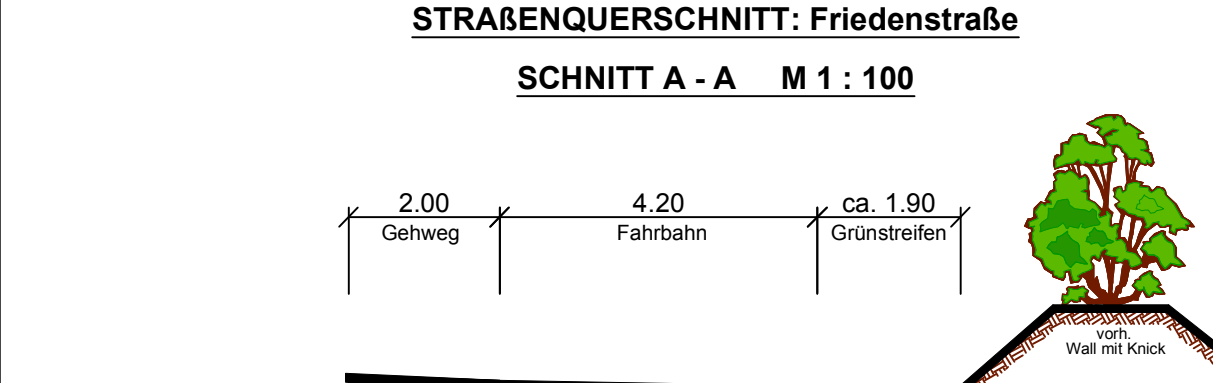 STRAßENQUERSCHNITT: Friedenstraße
SCHNITT A - A M 1 : 100
2.00 4.20 ca. 1.90
Gehweg Fahrbahn Grünstreifen
vorh.
Wall mit Knick